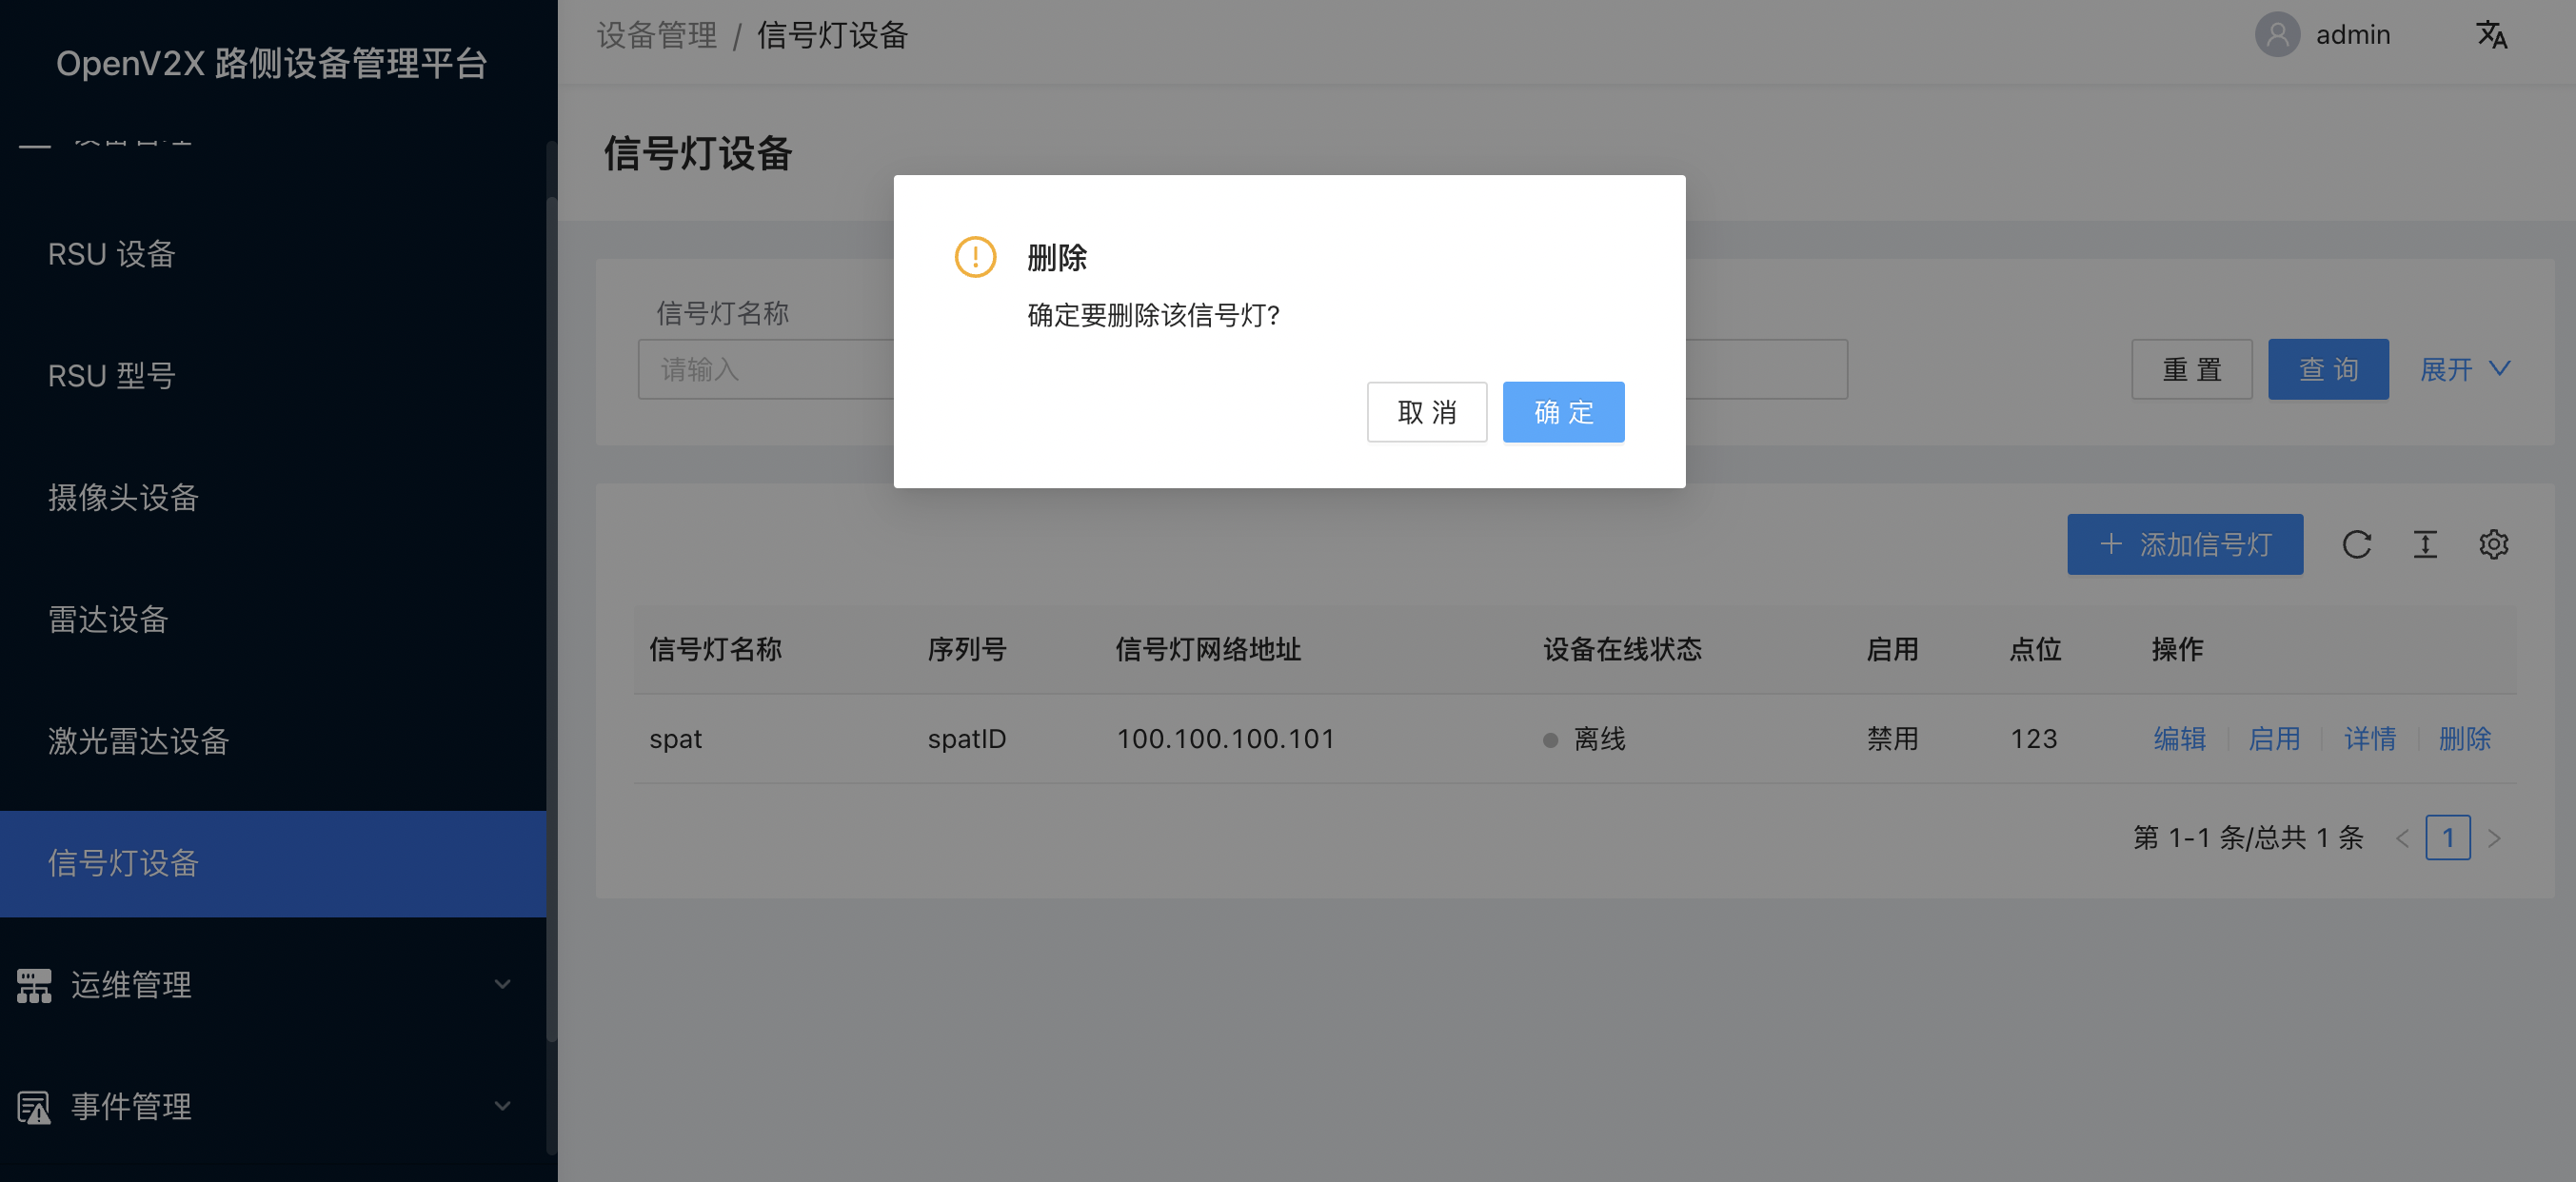 OpenV2X 路侧设备管理平台
RSU 设备
RSU 型号
摄像头设备
雷达设备
激光雷达设备
信号灯设备
运维管理
事件管理
设备管理 / 信号灯设备
admin
信号灯设备
删除
确定要删除该信号灯?
取 消 确 定
信号灯名称
请输入
重 置 查 询 展开
添加信号灯
信号灯名称 序列号 信号灯网络地址 设备在线状态 启用 点位 操作
spat spatID 100.100.100.101 离线 禁用 123 编辑 启用 详情 删除
第 1-1 条/总共 1 条 < 1 >